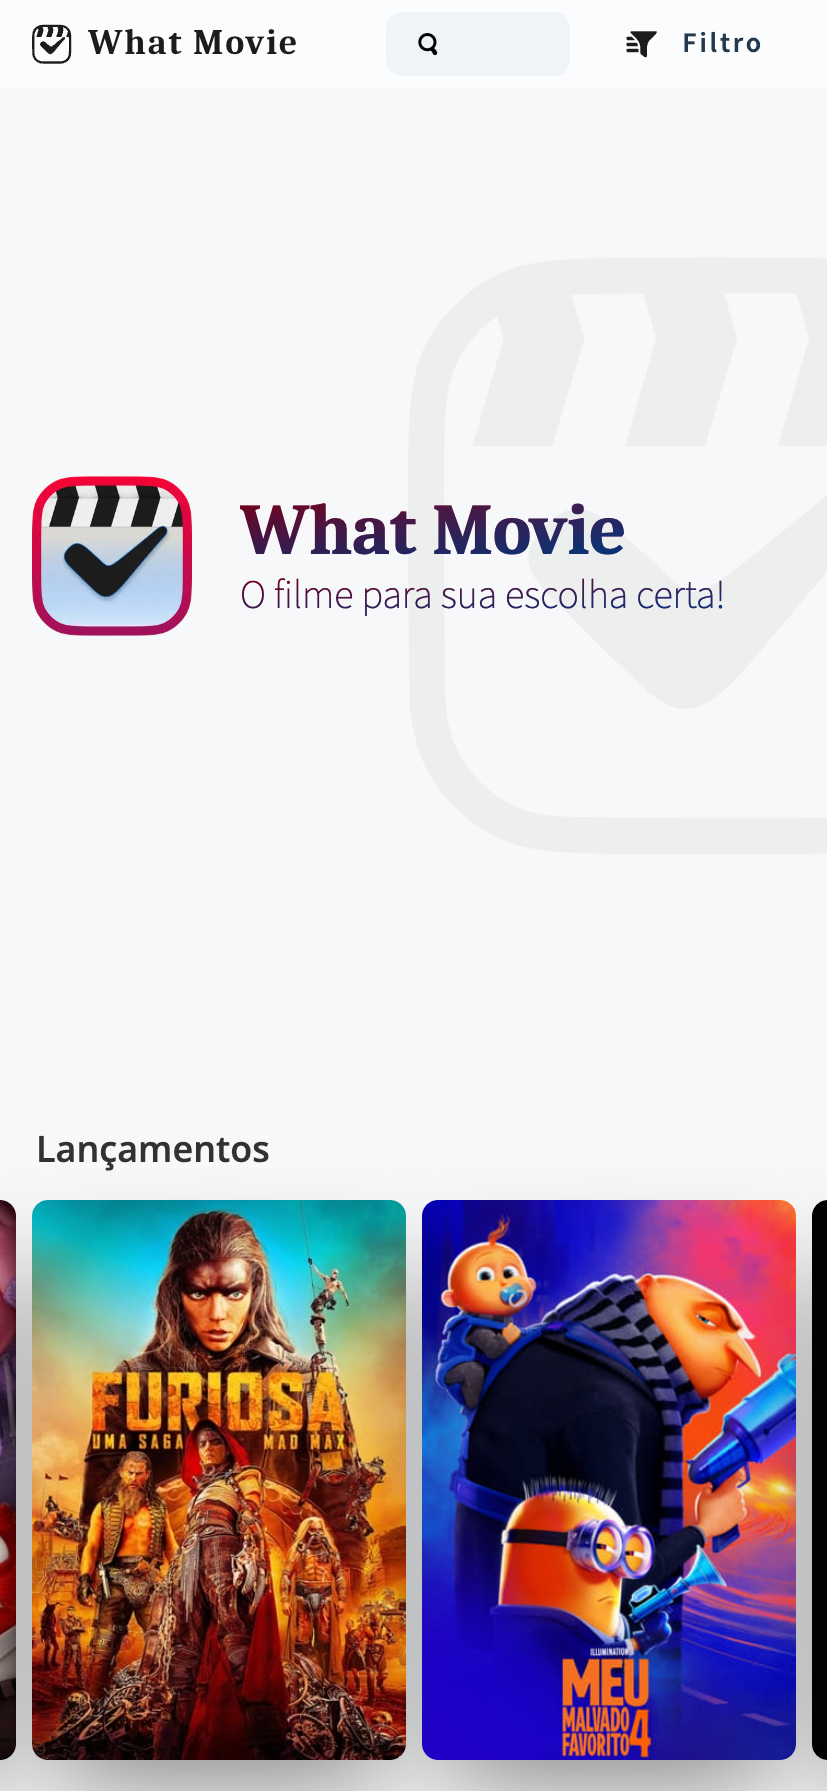 What Movie
Filtro
What Movie
O filme para sua escolha certa!
Lançamentos
FURIOSA
UMA SAGA MAD MAX
ILLUMINATION
MEU
MALVADO
FAVORITO 4